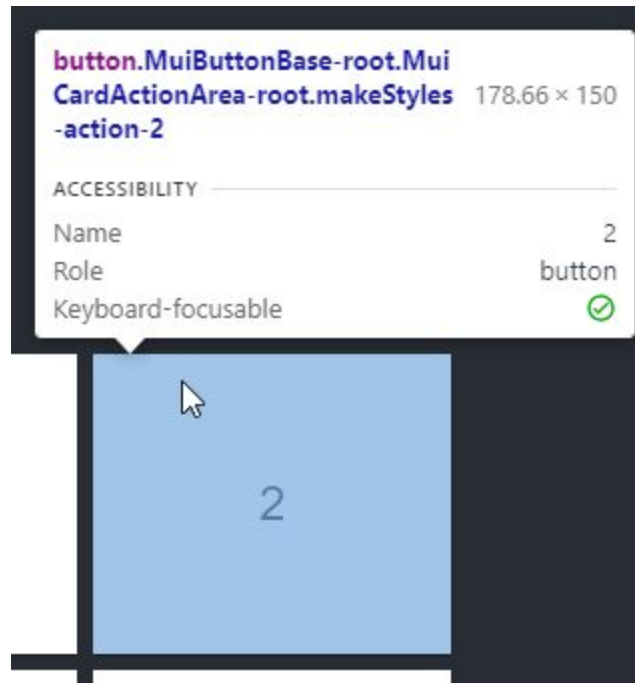 button.MuiButtonBase-root.Mui
CardActionArea-root.makeStyles 178.66 × 150
-action-2
ACCESSIBILITY
Name 2
Role button
Keyboard-focusable
2